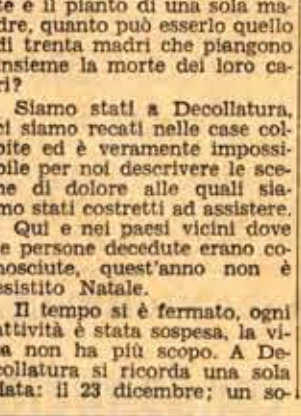 te è il pianto di una sola ma-
dre, quanto può esserlo quello
di trenta madri che piangono
insieme la morte dei loro ca-
ri?
Siamo stati a Decollatura,
ci siamo recati nelle case col-
pite ed è veramente impossi-
bile per noi descrivere le sce-
ne di dolore alle quali sia-
mo stati costretti ad assistere.
Qui e nei paesi vicini dove
e persone decedute erano co-
nosciute, quest'anno non è
esistito Natale.
Il tempo si è fermato, ogni
attività è stata sospesa, la vi-
ta non ha più scopo. A De-
collatura si ricorda una sola
data: il 23 dicembre; un so-